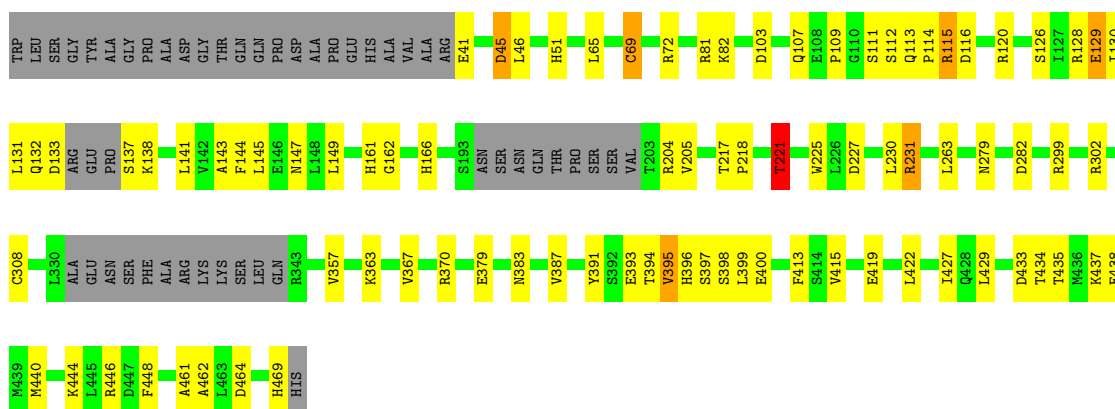 TRP LEU SER GLY TYR ALA GLY PRO ALA ASP GLY THR GLN GLN PRO ASP ALA PRO GLU HIS ALA VAL ALA ARG E41 D45 L46 H51 L65 C69 R72 R81 K82 D103 Q107 E108 P109 G110 S111 S112 Q113 P114 R115 D116 R120 S126 I127 R128 E129 I130
L131 Q132 D133 ARG GLU PRO S137 K138 L141 V142 A143 F144 L145 E146 N147 L148 L149 H161 G162 H166 S193 ASN SER ASN GLN THR PRO SER SER VAL T203 R204 V205 T217 P218 T221 W225 L226 D227 L230 R231 L263 N279 D282 R299 R302
C308 L330 ALA GLU ASN SER PHE ALA ARG LYS LYS SER LEU GLN R343 V357 K363 V367 R370 E379 N383 V387 Y391 S392 E393 T394 V395 H396 S397 S398 L399 E400 F413 S414 V415 E419 L422 I427 Q428 L429 D433 T434 T435 M436 K437 E438
M439 M440 K444 L445 R446 D447 F448 A461 A462 L463 D464 H469 HIS